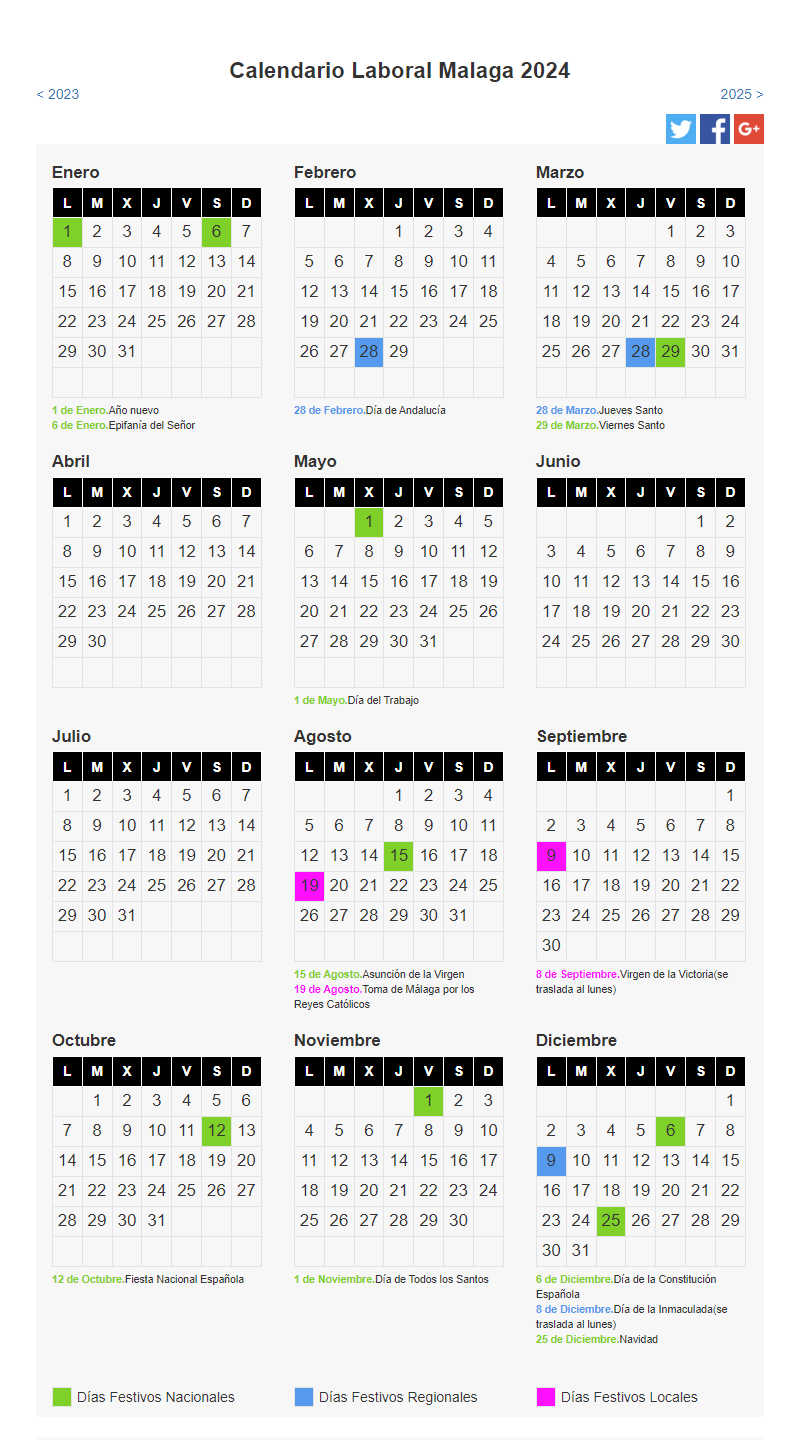 Calendario Laboral Malaga 2024
< 2023 2025 >
Enero
L M X J V S D
1 2 3 4 5 6 7
8 9 10 11 12 13 14
15 16 17 18 19 20 21
22 23 24 25 26 27 28
29 30 31
1 de Enero.Año nuevo
6 de Enero.Epifanía del Señor
Febrero
L M X J V S D
1 2 3 4
5 6 7 8 9 10 11
12 13 14 15 16 17 18
19 20 21 22 23 24 25
26 27 28 29
28 de Febrero.Día de Andalucía
Marzo
L M X J V S D
1 2 3
4 5 6 7 8 9 10
11 12 13 14 15 16 17
18 19 20 21 22 23 24
25 26 27 28 29 30 31
28 de Marzo.Jueves Santo
29 de Marzo.Viernes Santo
Abril
L M X J V S D
1 2 3 4 5 6 7
8 9 10 11 12 13 14
15 16 17 18 19 20 21
22 23 24 25 26 27 28
29 30
Mayo
L M X J V S D
1 2 3 4 5
6 7 8 9 10 11 12
13 14 15 16 17 18 19
20 21 22 23 24 25 26
27 28 29 30 31
1 de Mayo.Día del Trabajo
Junio
L M X J V S D
1 2
3 4 5 6 7 8 9
10 11 12 13 14 15 16
17 18 19 20 21 22 23
24 25 26 27 28 29 30
Julio
L M X J V S D
1 2 3 4 5 6 7
8 9 10 11 12 13 14
15 16 17 18 19 20 21
22 23 24 25 26 27 28
29 30 31
Agosto
L M X J V S D
1 2 3 4
5 6 7 8 9 10 11
12 13 14 15 16 17 18
19 20 21 22 23 24 25
26 27 28 29 30 31
15 de Agosto.Asunción de la Virgen
19 de Agosto.Toma de Málaga por los
Reyes Católicos
Septiembre
L M X J V S D
1
2 3 4 5 6 7 8
9 10 11 12 13 14 15
16 17 18 19 20 21 22
23 24 25 26 27 28 29
30
8 de Septiembre.Virgen de la Victoria(se
traslada al lunes)
Octubre
L M X J V S D
1 2 3 4 5 6
7 8 9 10 11 12 13
14 15 16 17 18 19 20
21 22 23 24 25 26 27
28 29 30 31
12 de Octubre.Fiesta Nacional Española
Noviembre
L M X J V S D
1 2 3
4 5 6 7 8 9 10
11 12 13 14 15 16 17
18 19 20 21 22 23 24
25 26 27 28 29 30
1 de Noviembre.Día de Todos los Santos
Diciembre
L M X J V S D
1
2 3 4 5 6 7 8
9 10 11 12 13 14 15
16 17 18 19 20 21 22
23 24 25 26 27 28 29
30 31
6 de Diciembre.Día de la Constitución
Española
8 de Diciembre.Día de la Inmaculada(se
traslada al lunes)
25 de Diciembre.Navidad
Días Festivos Nacionales Días Festivos Regionales Días Festivos Locales